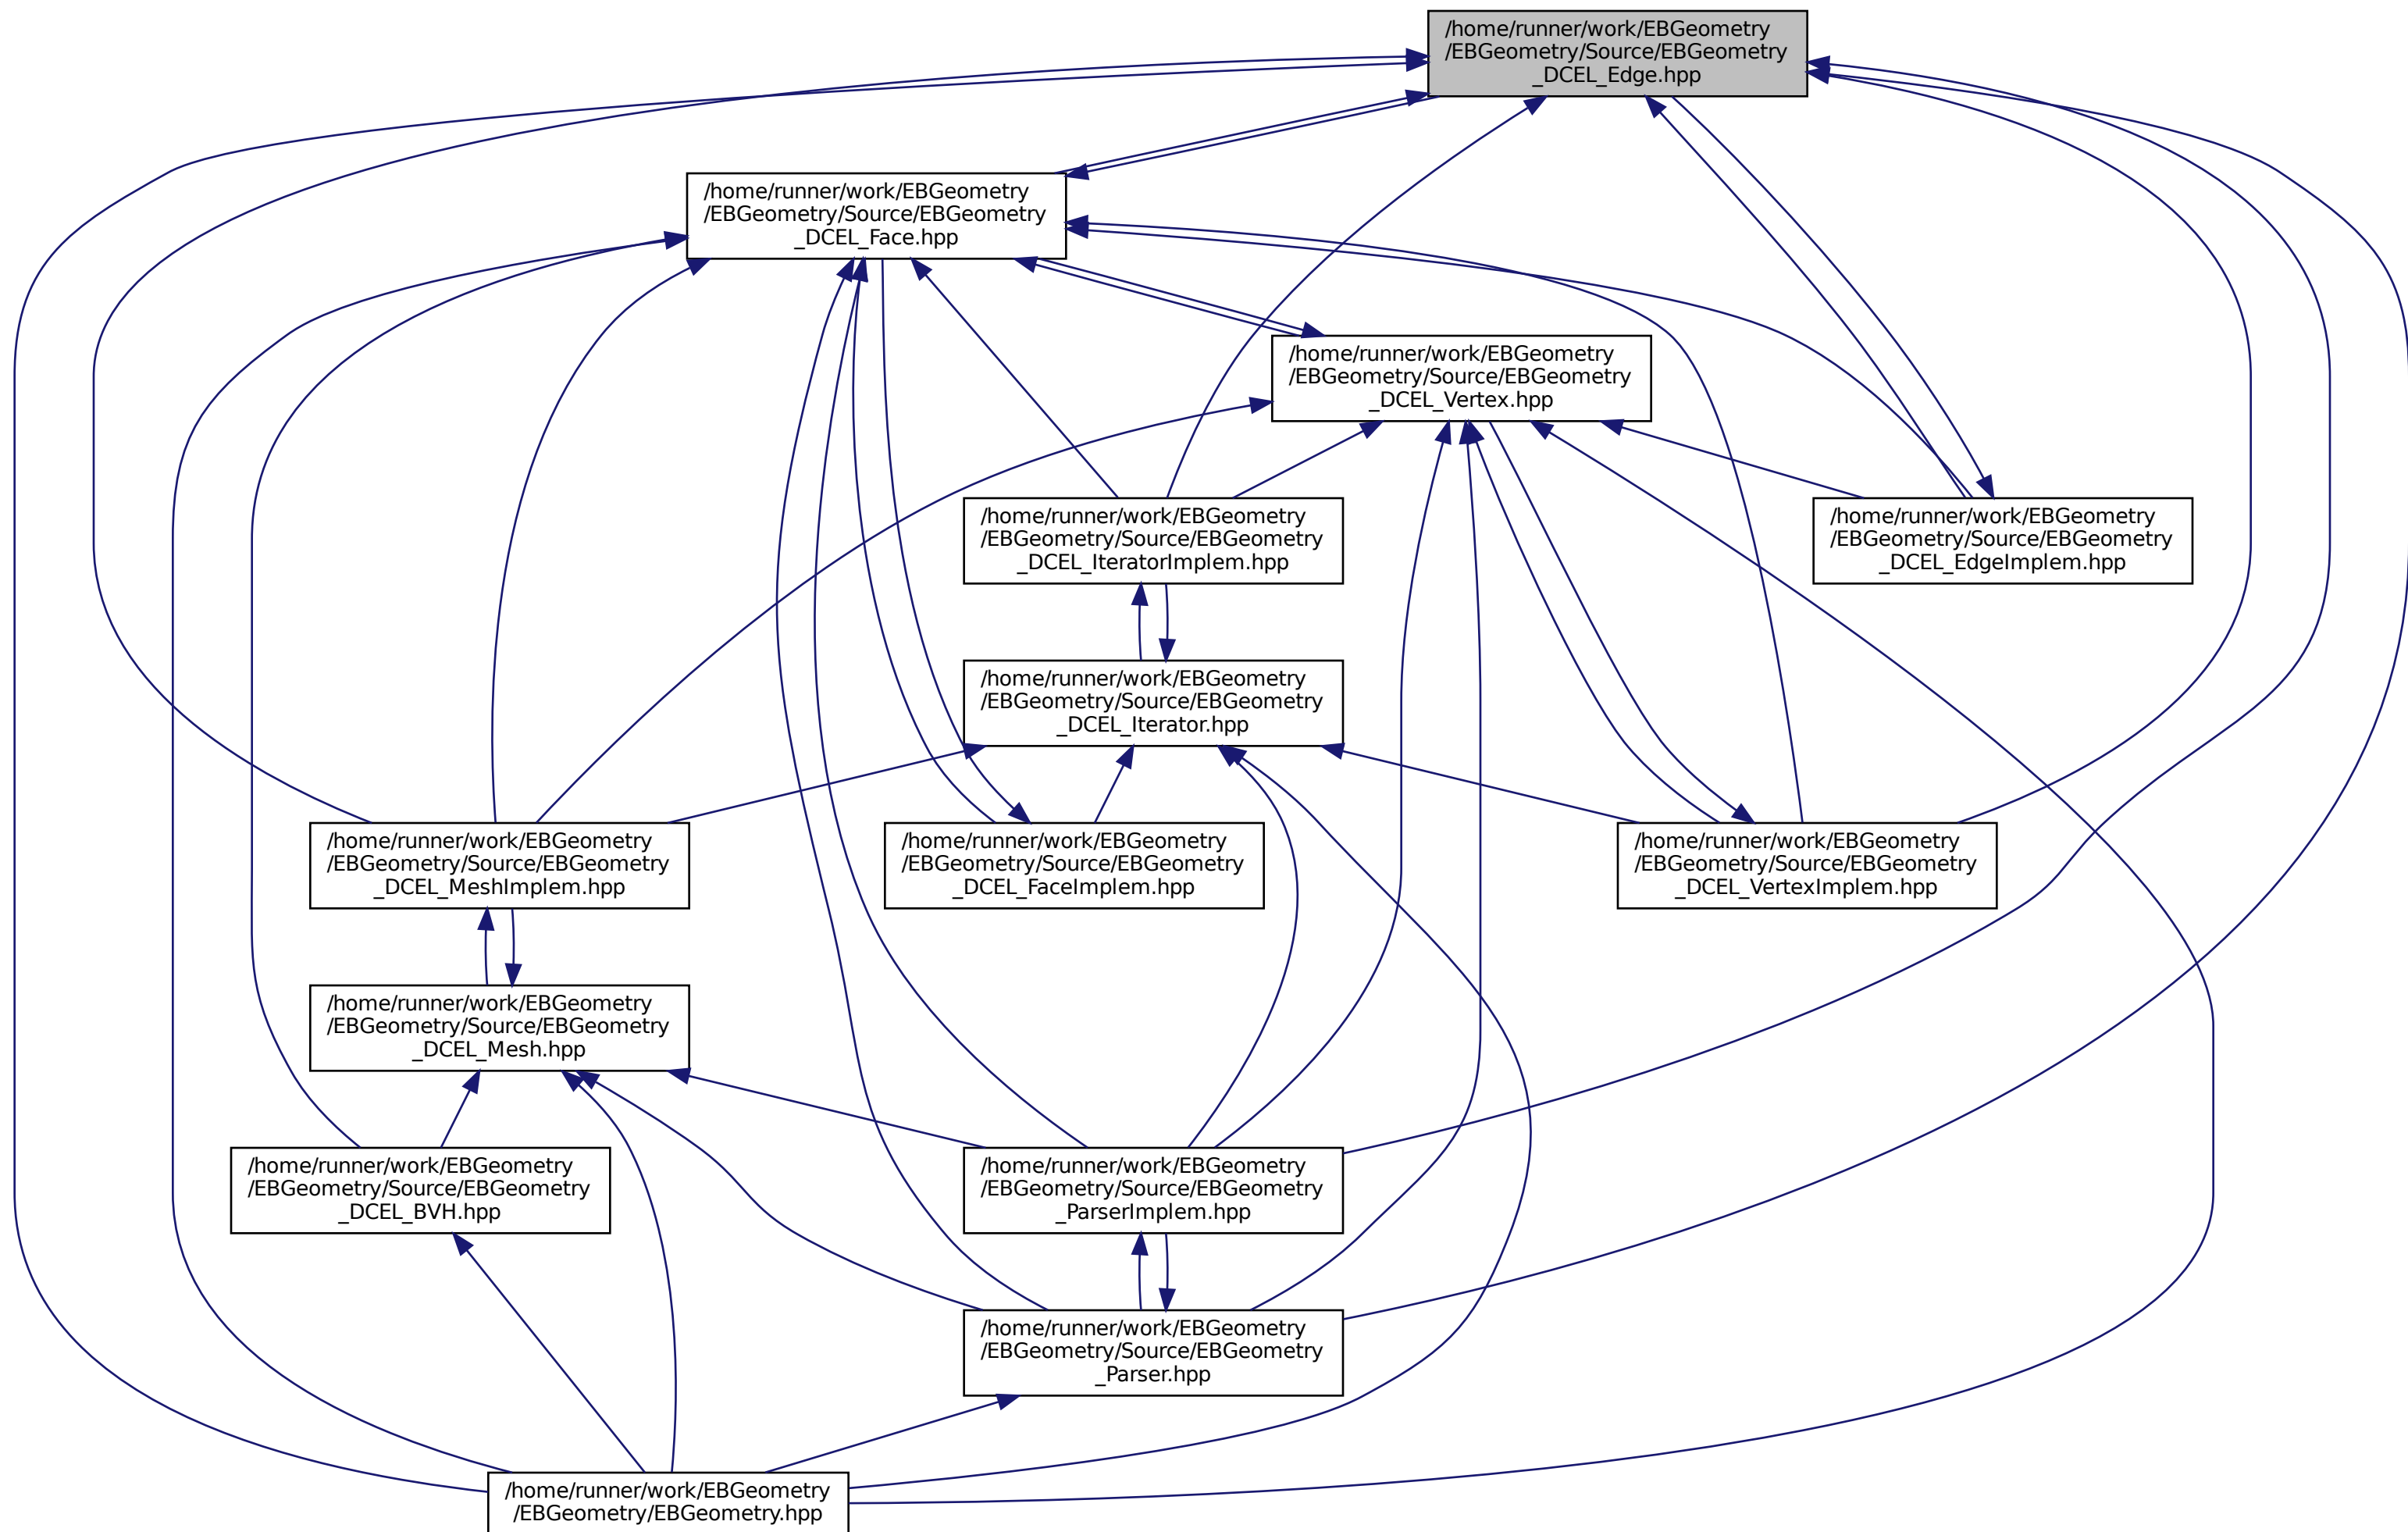 /home/runner/work/EBGeometry
/EBGeometry/Source/EBGeometry
_DCEL_Edge.hpp
/home/runner/work/EBGeometry
/EBGeometry/Source/EBGeometry
_DCEL_Face.hpp
/home/runner/work/EBGeometry
/EBGeometry/Source/EBGeometry
_DCEL_Vertex.hpp
/home/runner/work/EBGeometry
/EBGeometry/Source/EBGeometry
_DCEL_IteratorImplem.hpp
/home/runner/work/EBGeometry
/EBGeometry/Source/EBGeometry
_DCEL_EdgeImplem.hpp
/home/runner/work/EBGeometry
/EBGeometry/Source/EBGeometry
_DCEL_Iterator.hpp
/home/runner/work/EBGeometry
/EBGeometry/Source/EBGeometry
_DCEL_MeshImplem.hpp
/home/runner/work/EBGeometry
/EBGeometry/Source/EBGeometry
_DCEL_FaceImplem.hpp
/home/runner/work/EBGeometry
/EBGeometry/Source/EBGeometry
_DCEL_VertexImplem.hpp
/home/runner/work/EBGeometry
/EBGeometry/Source/EBGeometry
_DCEL_Mesh.hpp
/home/runner/work/EBGeometry
/EBGeometry/Source/EBGeometry
_DCEL_BVH.hpp
/home/runner/work/EBGeometry
/EBGeometry/Source/EBGeometry
_ParserImplem.hpp
/home/runner/work/EBGeometry
/EBGeometry/Source/EBGeometry
_Parser.hpp
/home/runner/work/EBGeometry
/EBGeometry/EBGeometry.hpp